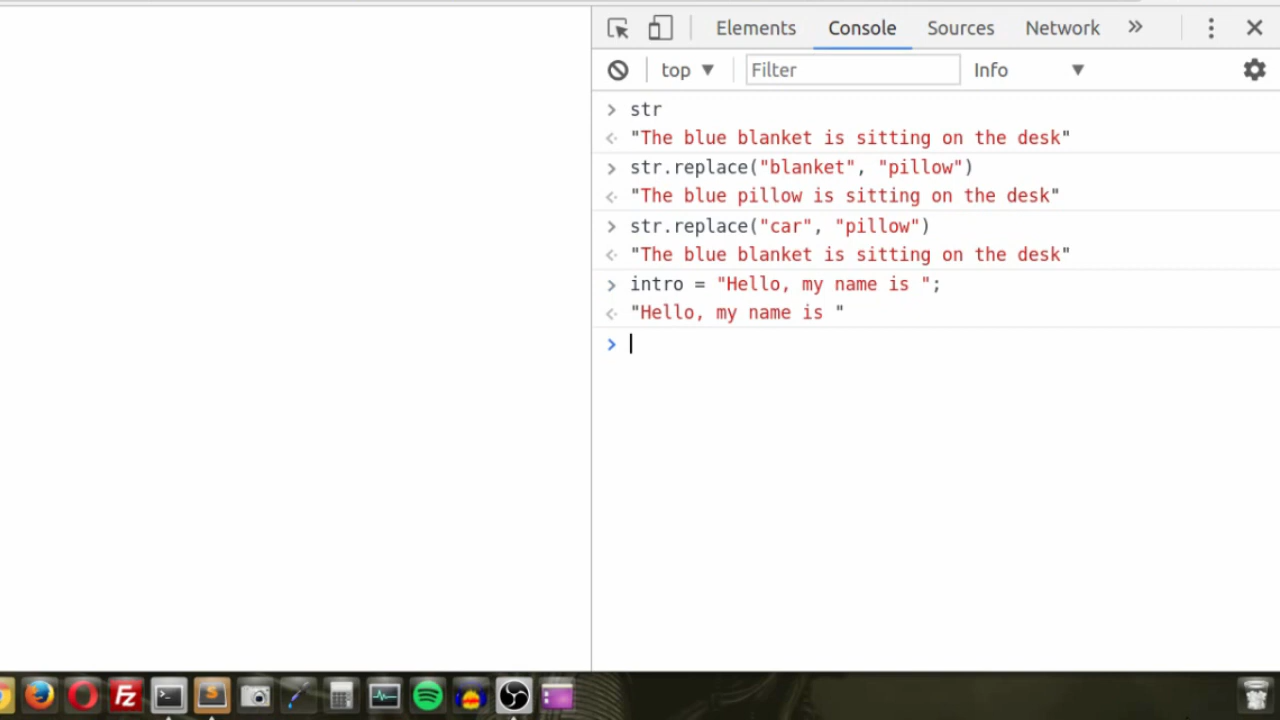 Elements Console Sources Network »
top ▼ Filter Info ▼
> str
"The blue blanket is sitting on the desk"
> str.replace("blanket", "pillow")
"The blue pillow is sitting on the desk"
> str.replace("car", "pillow")
"The blue blanket is sitting on the desk"
> intro = "Hello, my name is ";
"Hello, my name is "
>
FZ >_ S